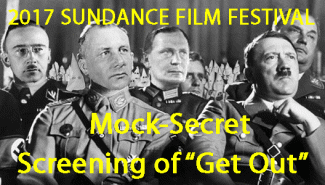 2017 SUNDANCE FILM FESTIVAL
Mock-Secret
Screening of “Get Out”